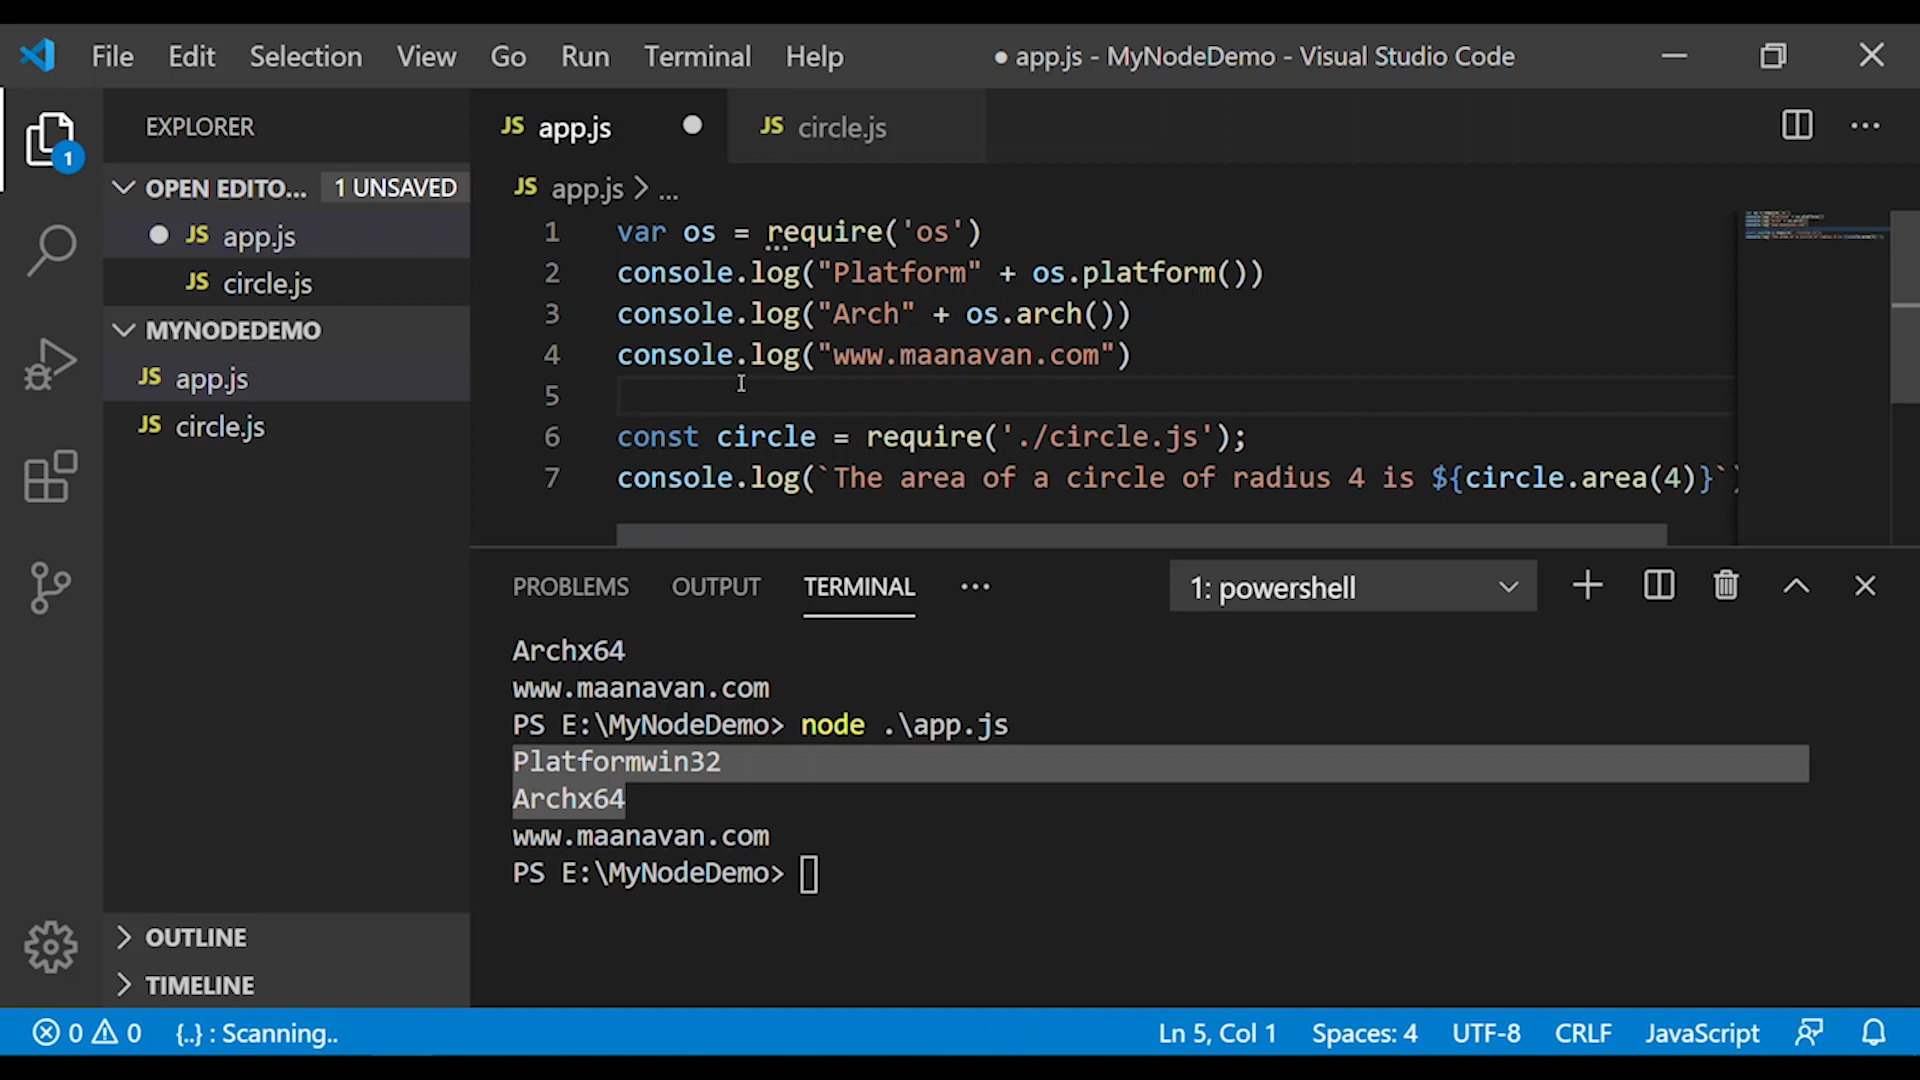 File Edit Selection View Go Run Terminal Help ● app.js - MyNodeDemo - Visual Studio Code
EXPLORER
OPEN EDITO... 1 UNSAVED
JS app.js
JS circle.js
MYNODEDEMO
JS app.js
JS circle.js
OUTLINE
TIMELINE
1
JS app.js
JS circle.js
JS app.js > ...
1 var os = require('os')
2 console.log("Platform" + os.platform())
3 console.log("Arch" + os.arch())
4 console.log("www.maanavan.com")
5
6 const circle = require('./circle.js');
7 console.log(`The area of a circle of radius 4 is ${circle.area(4)}`)
PROBLEMS OUTPUT TERMINAL ... 1: powershell
Archx64
www.maanavan.com
PS E:\MyNodeDemo> node .\app.js
Platformwin32
Archx64
www.maanavan.com
PS E:\MyNodeDemo>
0 0 {..} : Scanning.. Ln 5, Col 1 Spaces: 4 UTF-8 CRLF JavaScript